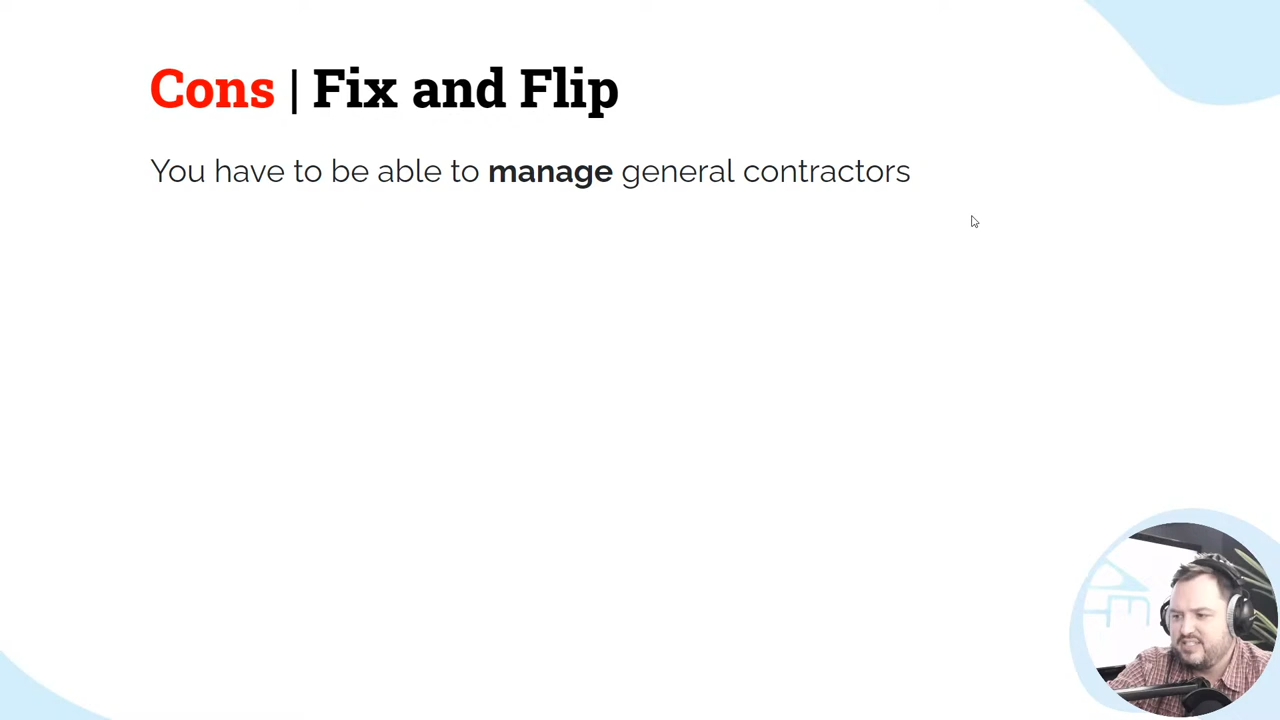 Cons | Fix and Flip
You have to be able to manage general contractors